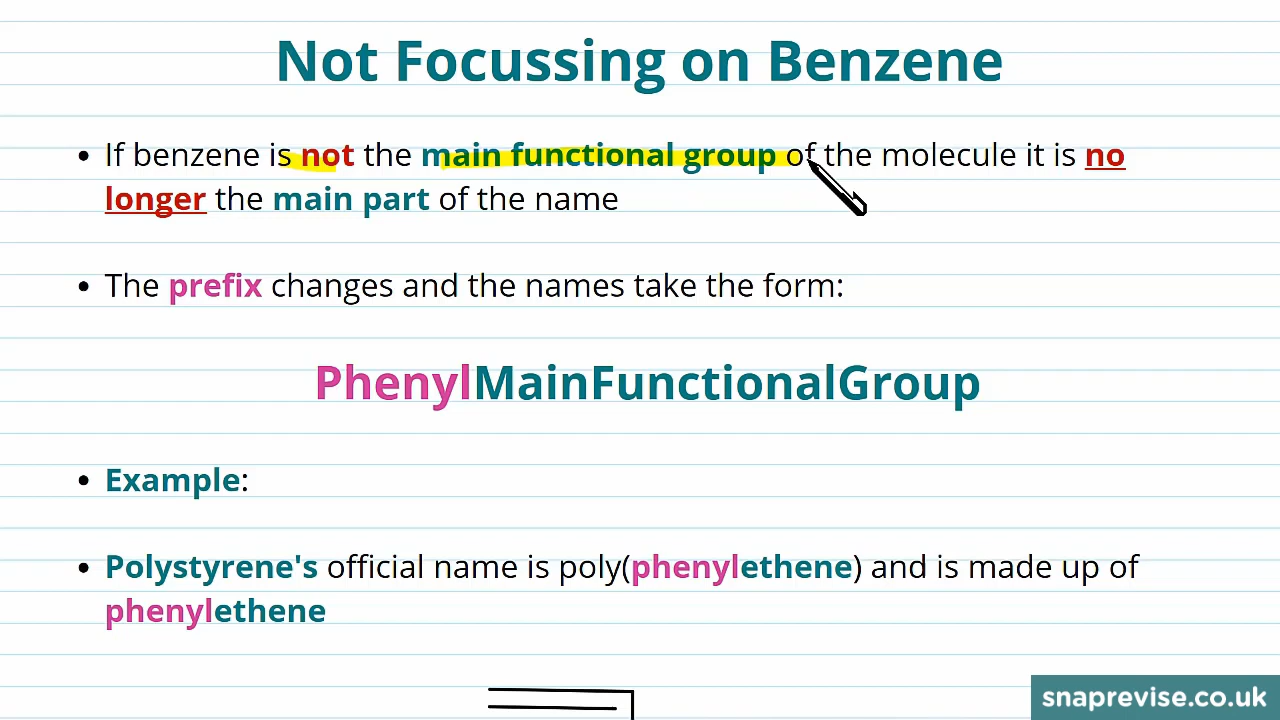 Not Focussing on Benzene
• If benzene is not the main functional group of the molecule it is no
longer the main part of the name
• The prefix changes and the names take the form:
PhenylMainFunctionalGroup
• Example:
• Polystyrene's official name is poly(phenylethene) and is made up of
phenylethene
snaprevise.co.uk